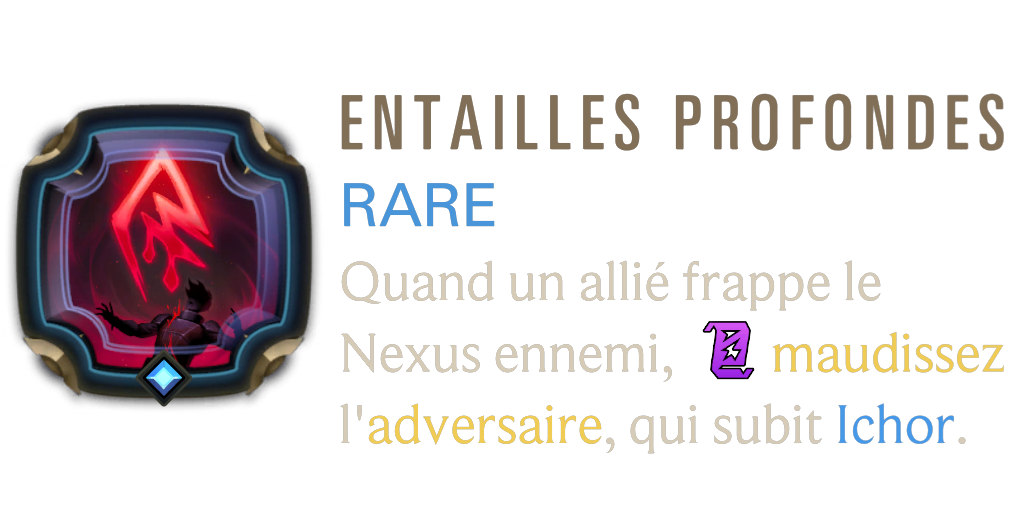 ENTAILLES PROFONDES
RARE
Quand un allié frappe le
Nexus ennemi, maudissez
l'adversaire, qui subit Ichor.